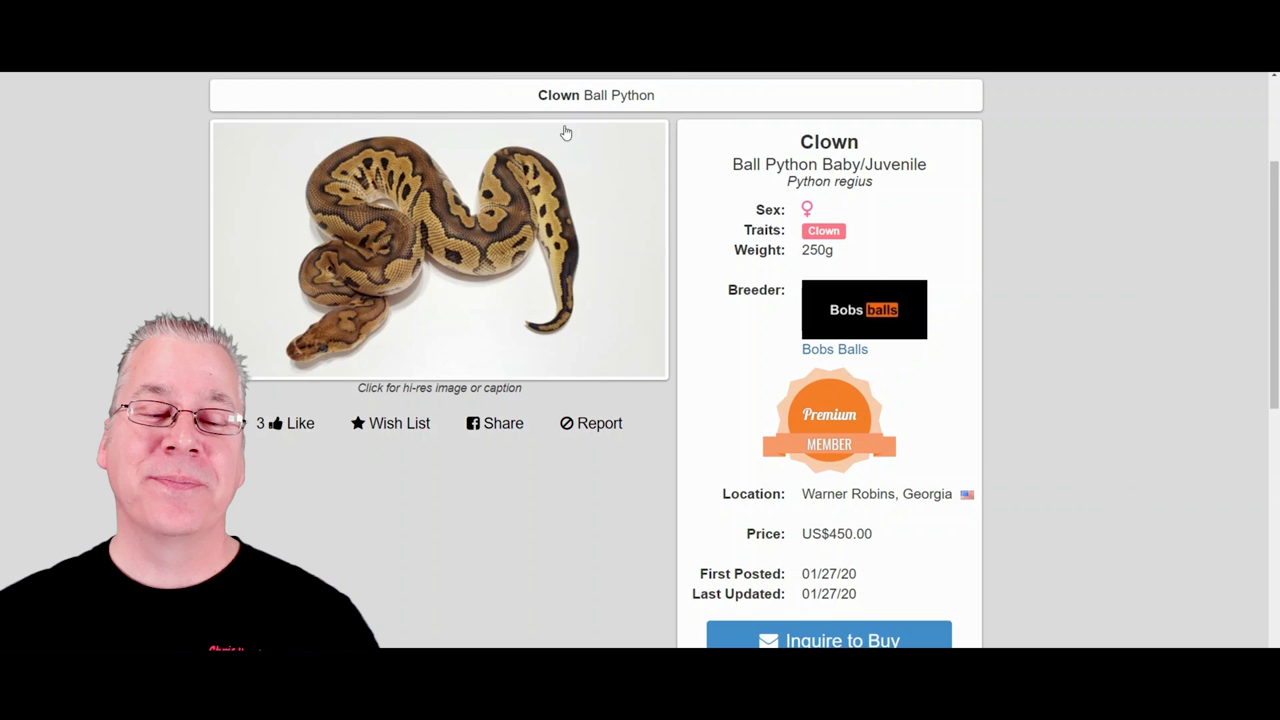 Clown Ball Python
Clown
Ball Python Baby/Juvenile
Python regius
Sex: ♀
Traits: Clown
Weight: 250g
Breeder: Bobs balls
Bobs Balls
Click for hi-res image or caption
3 Like Wish List Share Report
Premium
MEMBER
Location: Warner Robins, Georgia
Price: US$450.00
First Posted: 01/27/20
Last Updated: 01/27/20
Inquire to Buy